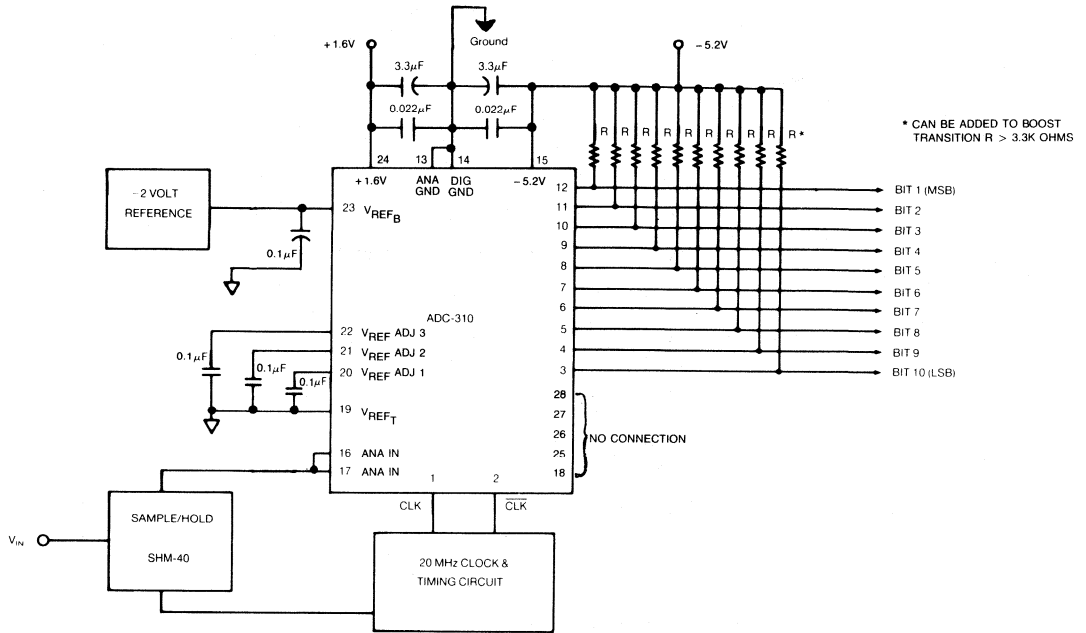 +1.6V
Ground
-5.2V
3.3µF
3.3µF
0.022µF
0.022µF
R
R
R
R
R
R
R
R
R
R*
* CAN BE ADDED TO BOOST
TRANSITION R > 3.3K OHMS
24
13
14
15
+1.6V
ANA
GND
DIG
GND
-5.2V
-2 VOLT
REFERENCE
23
VREFB
0.1µF
ADC-310
22 VREF ADJ 3
21 VREF ADJ 2
20 VREF ADJ 1
19 VREFT
0.1µF
0.1µF
0.1µF
16 ANA IN
17 ANA IN
12
11
10
9
8
7
6
5
4
3
28
27
26
25
18
BIT 1 (MSB)
BIT 2
BIT 3
BIT 4
BIT 5
BIT 6
BIT 7
BIT 8
BIT 9
BIT 10 (LSB)
NO CONNECTION
1
2
CLK
C̅L̅K̅
SAMPLE/HOLD
SHM-40
VIN
20 MHz CLOCK &
TIMING CIRCUIT